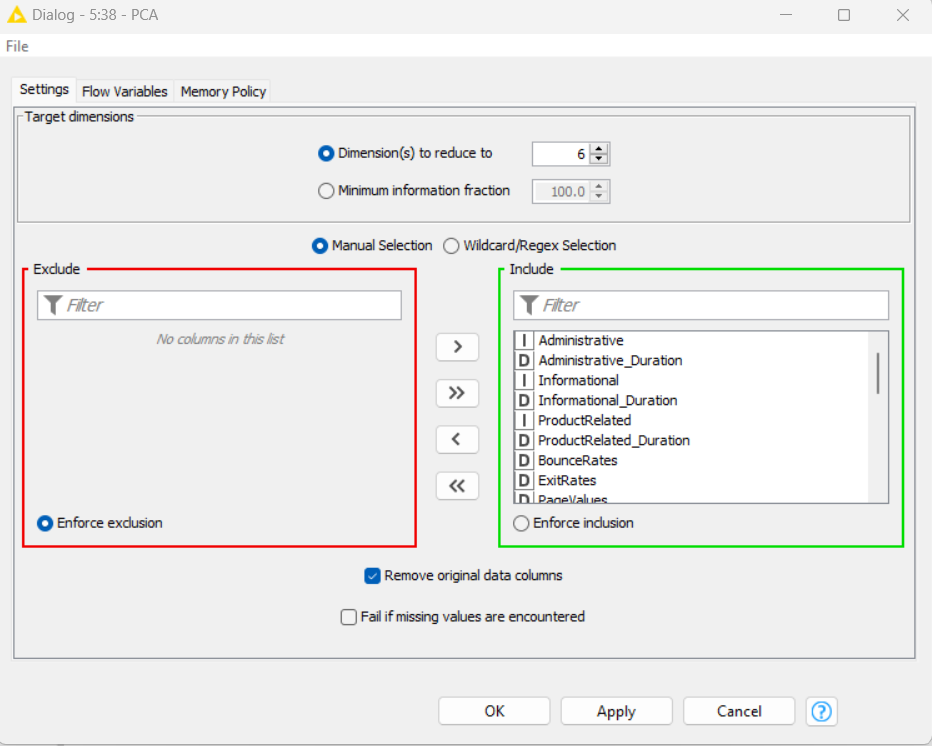 Dialog - 5:38 - PCA
File
Settings Flow Variables Memory Policy
Target dimensions
Dimension(s) to reduce to 6
Minimum information fraction 100.0
Manual Selection Wildcard/Regex Selection
Exclude
Filter
No columns in this list
Enforce exclusion
Include
Filter
I Administrative
D Administrative_Duration
I Informational
D Informational_Duration
I ProductRelated
D ProductRelated_Duration
D BounceRates
D ExitRates
D PageValues
Enforce inclusion
Remove original data columns
Fail if missing values are encountered
OK Apply Cancel ?